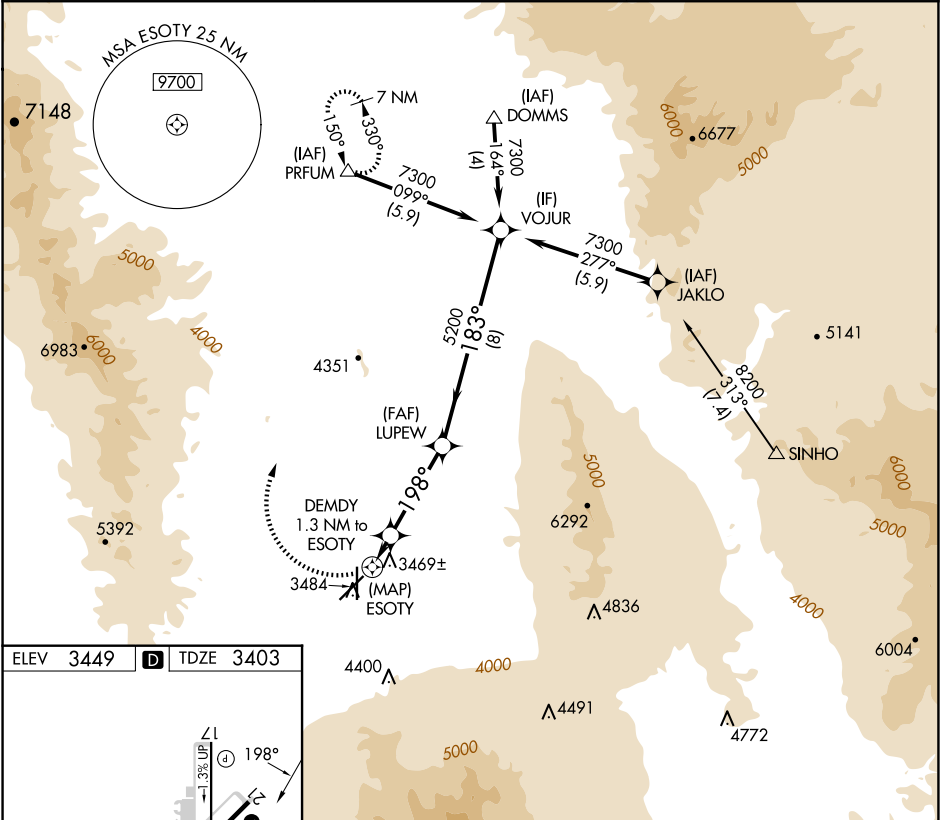 MSA ESOTY 25 NM
9700
7148
7 NM
330°
150°
(IAF)
PRFUM
7300
099°
(5.9)
(IAF)
DOMMS
7300
164°
(4)
(IF)
VOJUR
6000
6677
5000
7300
277°
(5.9)
(IAF)
JAKLO
5000
4000
6983
6000
4351
5200
183°
(8)
5141
8200
313°
(7.4)
SINHO
(FAF)
LUPEW
198°
5000
6292
6000
5000
5392
DEMDY
1.3 NM to
ESOTY
3469±
3484
(MAP)
ESOTY
4836
4000
6004
4400
4000
4491
4772
5000
ELEV 3449 D TDZE 3403
17
1.3% UP
P
198°
21